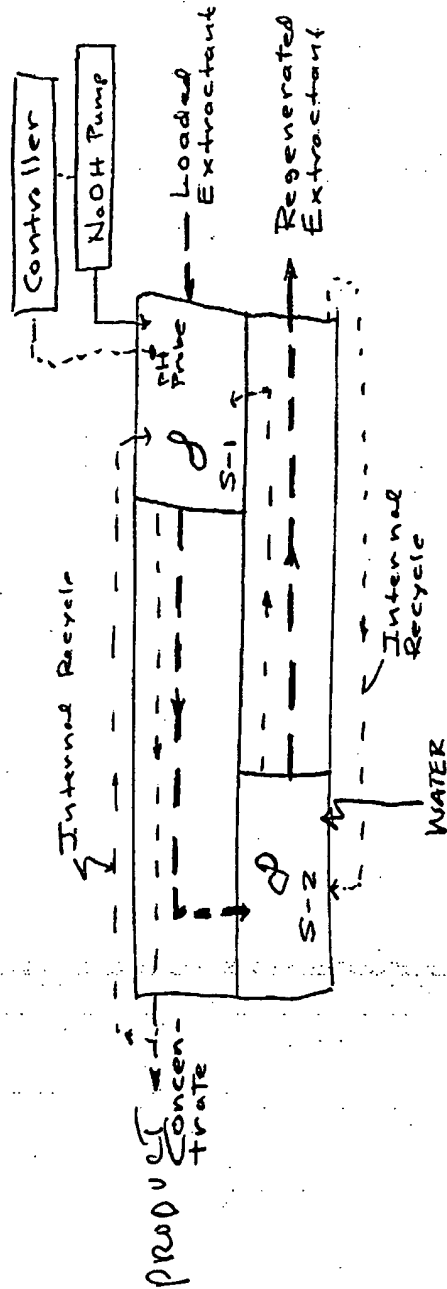 Controller
NaOH Pump
Loaded
Extractant
Regenerated
Extractant
Internal Recycle
PH
Probe
S-1
S-2
Internal
Recycle
WATER
PRODUCT
Concen-
trate